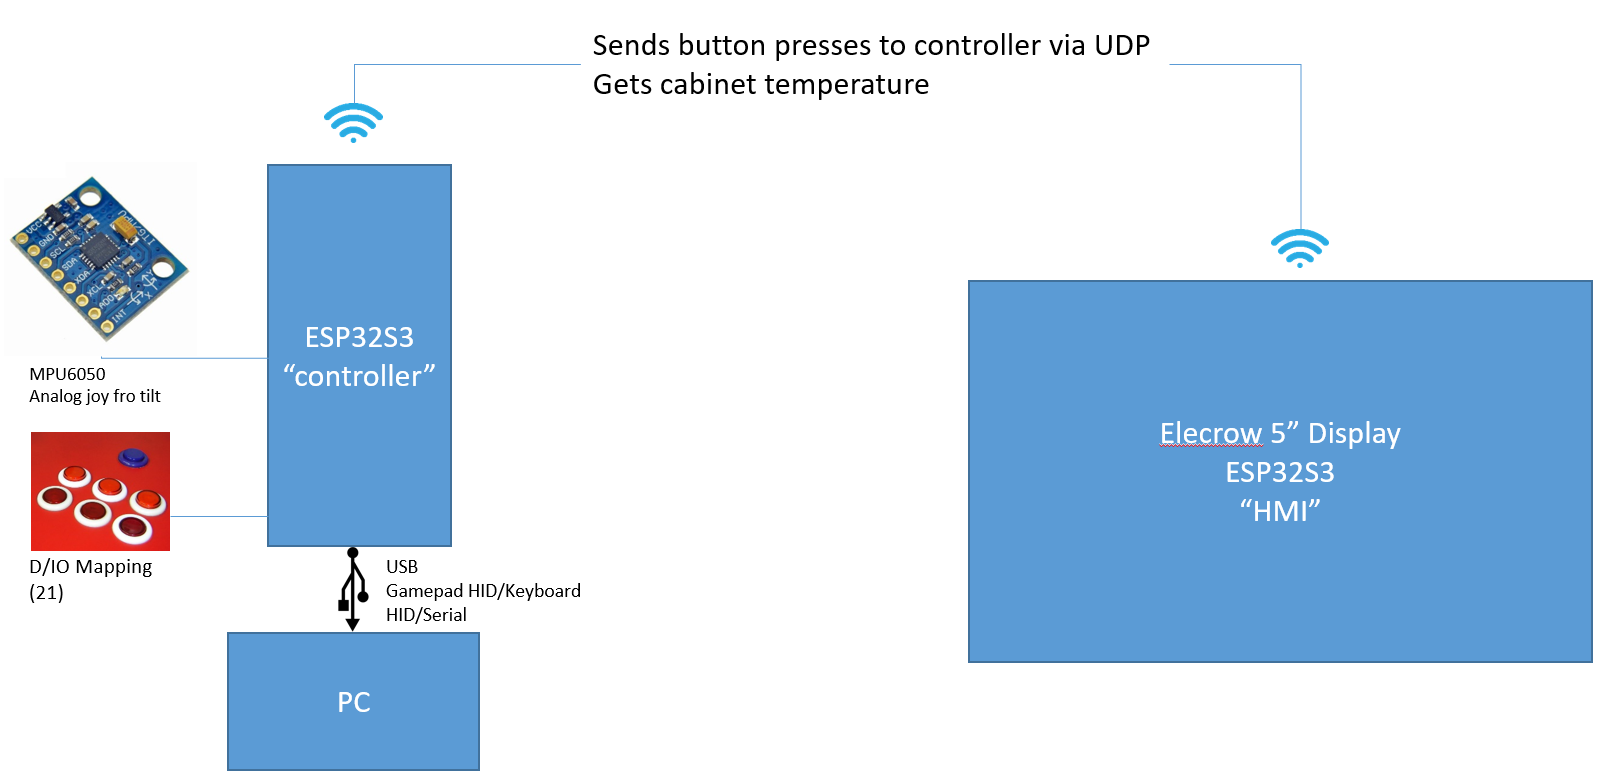 Sends button presses to controller via UDP
Gets cabinet temperature
VCC
GND
SCL
SDA
XDA
XCL
ADO
INT
X
Y
MPU6050
Analog joy fro tilt
ESP32S3
“controller”
D/IO Mapping
(21)
USB
Gamepad HID/Keyboard
HID/Serial
PC
Elecrow 5” Display
ESP32S3
“HMI”